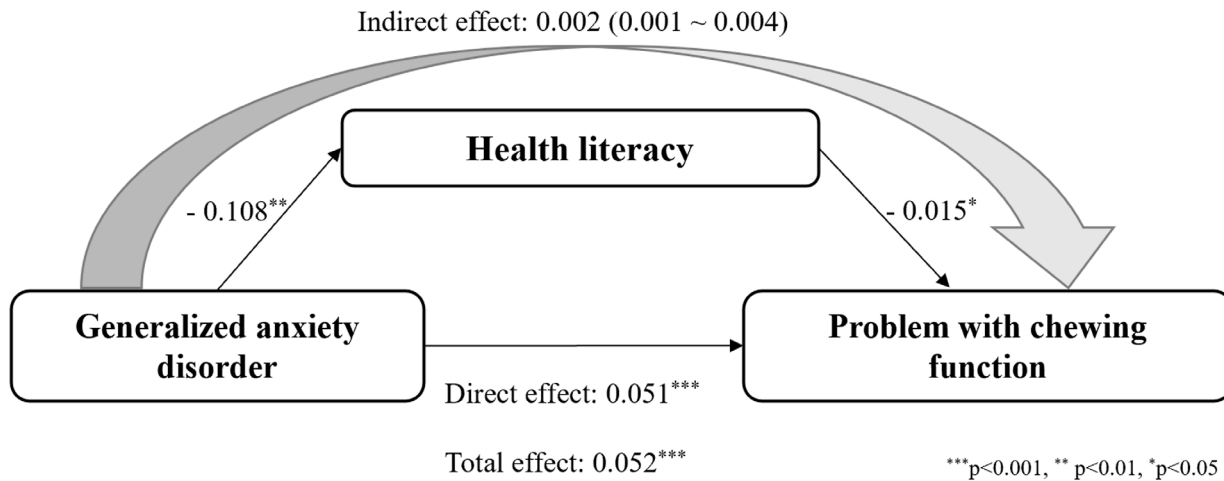 Indirect effect: 0.002 (0.001 ~ 0.004)
Health literacy
- 0.108**
- 0.015*
Generalized anxiety
disorder
Problem with chewing
function
Direct effect: 0.051***
Total effect: 0.052***
***p<0.001, ** p<0.01, *p<0.05